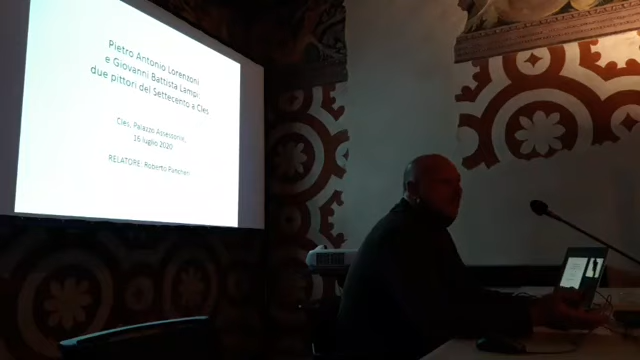 Pietro Antonio Lorenzoni
e Giovanni Battista Lampi:
due pittori del Settecento a Cles
Cles, Palazzo Assessorile,
16 luglio 2020
RELATORE: Roberto Pancheri